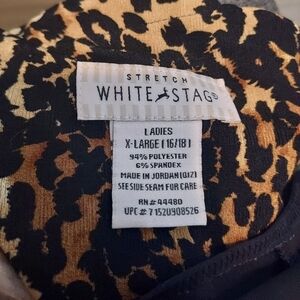 STRETCH
WHITE STAG®
LADIES
X-LARGE (16/18)
94% POLYESTER
6% SPANDEX
MADE IN JORDAN (QIZ)
SEE SIDE SEAM FOR CARE
RN# 44480
UPC # 71520908526